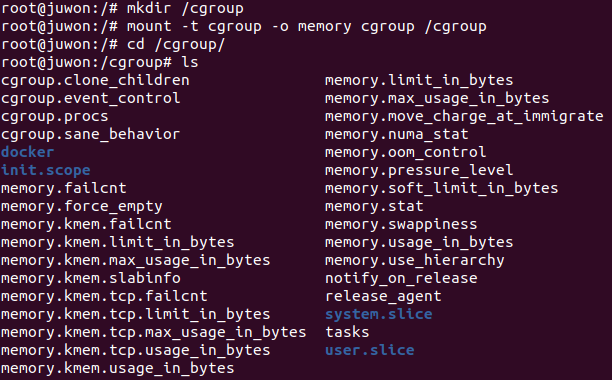 root@juwon:/# mkdir /cgroup
root@juwon:/# mount -t cgroup -o memory cgroup /cgroup
root@juwon:/# cd /cgroup/
root@juwon:/cgroup# ls
cgroup.clone_children memory.limit_in_bytes
cgroup.event_control memory.max_usage_in_bytes
cgroup.procs memory.move_charge_at_immigrate
cgroup.sane_behavior memory.numa_stat
docker memory.oom_control
init.scope memory.pressure_level
memory.failcnt memory.soft_limit_in_bytes
memory.force_empty memory.stat
memory.kmem.failcnt memory.swappiness
memory.kmem.limit_in_bytes memory.usage_in_bytes
memory.kmem.max_usage_in_bytes memory.use_hierarchy
memory.kmem.slabinfo notify_on_release
memory.kmem.tcp.failcnt release_agent
memory.kmem.tcp.limit_in_bytes system.slice
memory.kmem.tcp.max_usage_in_bytes tasks
memory.kmem.tcp.usage_in_bytes user.slice
memory.kmem.usage_in_bytes